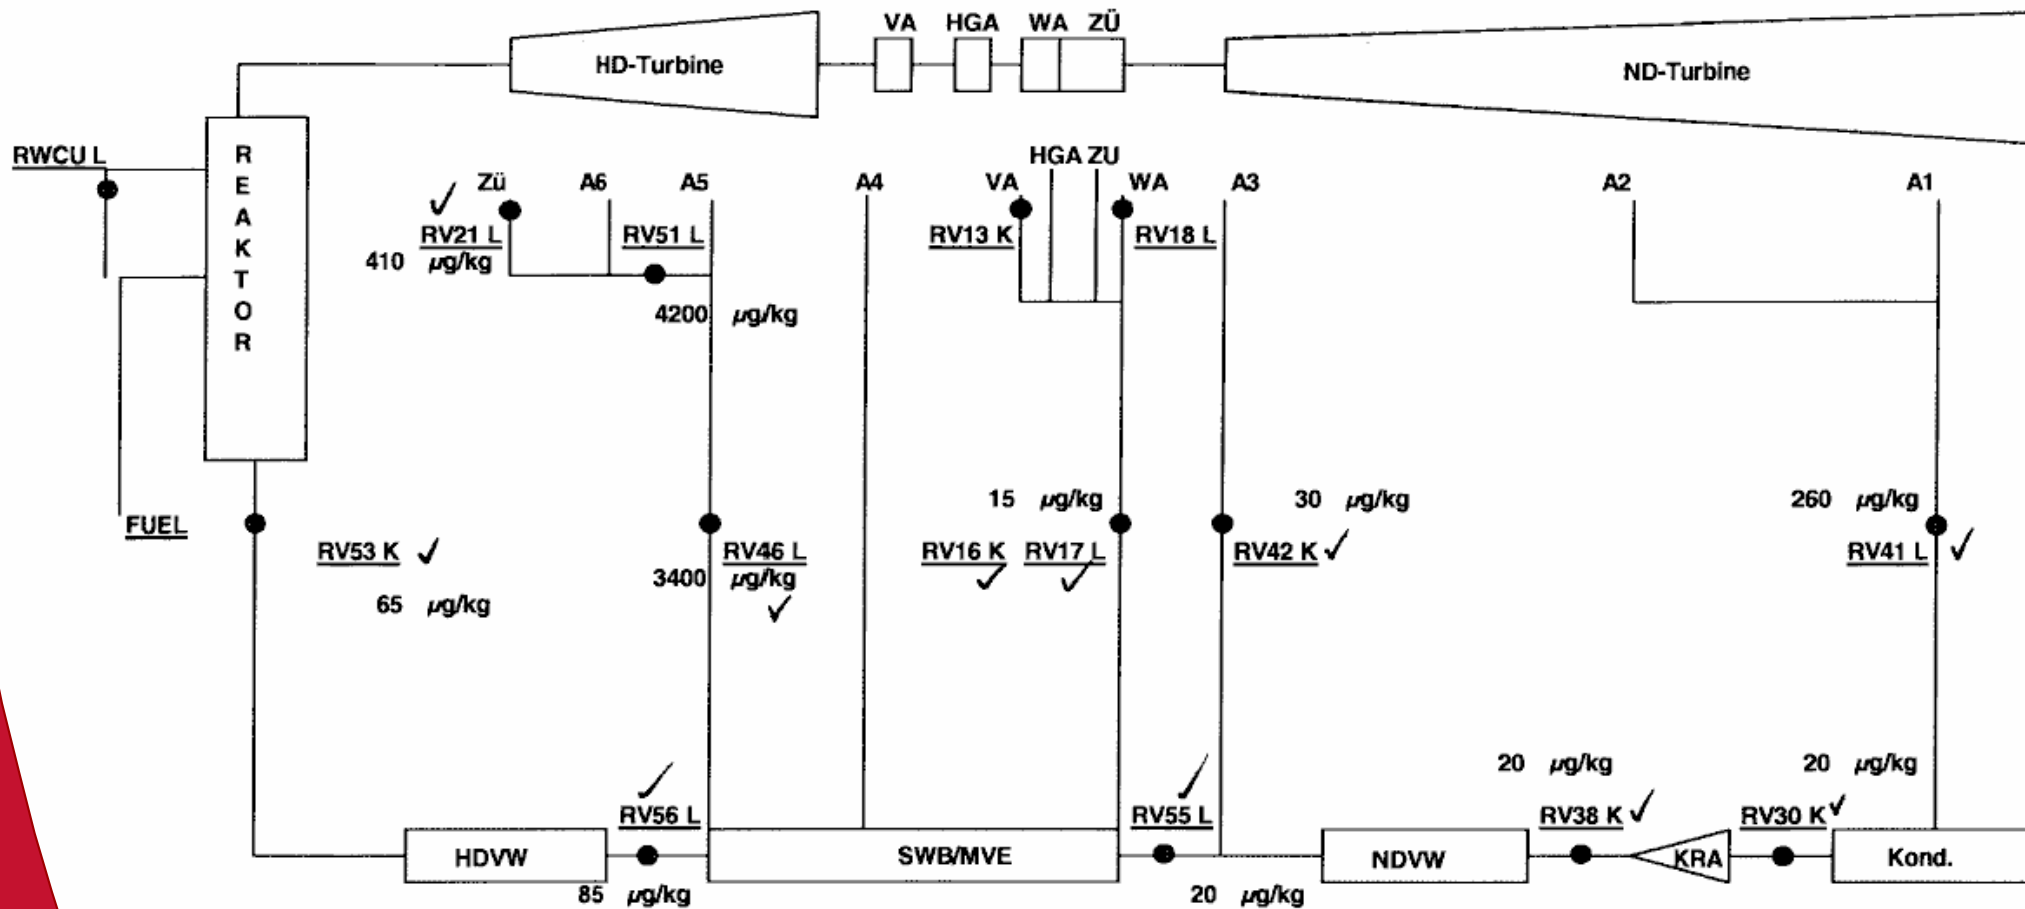 VA HGA WA ZÜ
HD-Turbine
ND-Turbine
RWCU L
REAKTOR
HGA ZU
Zü A6 A5 A4 VA WA A3 A2 A1
RV21 L RV51 L RV13 K RV18 L
410 µg/kg
4200 µg/kg
15 µg/kg 30 µg/kg 260 µg/kg
FUEL
RV53 K RV46 L RV16 K RV17 L RV42 K RV41 L
3400 µg/kg
65 µg/kg
20 µg/kg 20 µg/kg
RV56 L RV55 L RV38 K RV30 K
HDVW SWB/MVE NDVW KRA Kond.
85 µg/kg 20 µg/kg